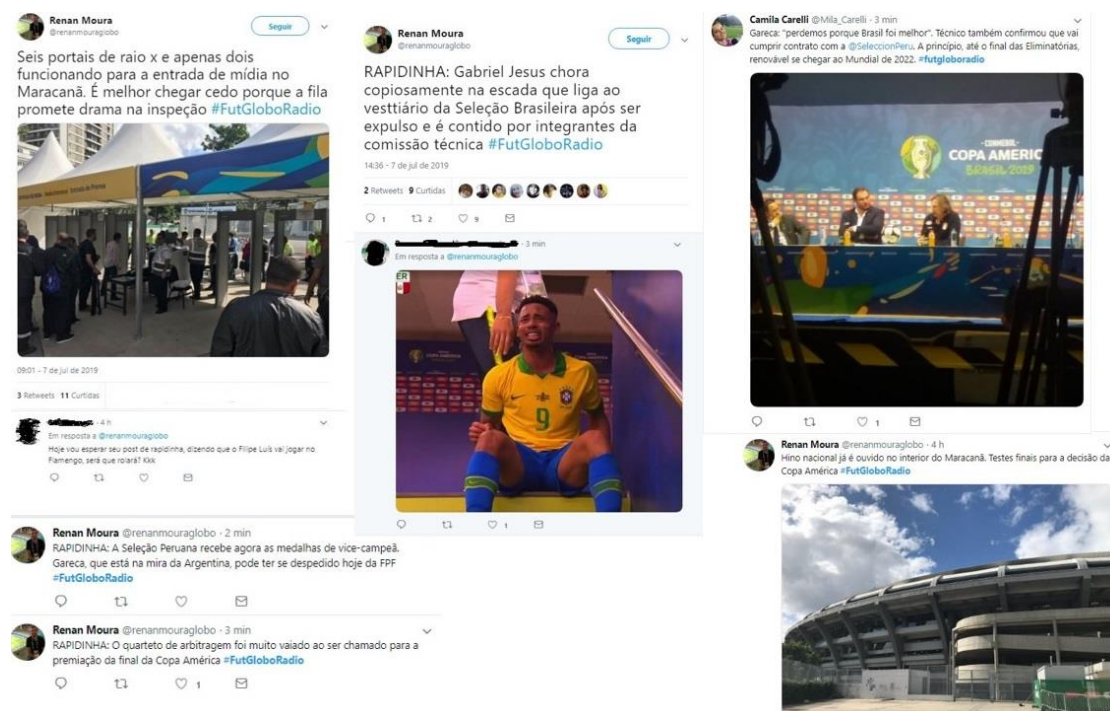 Renan Moura
@renanmouraglobo
Seguir
Seis portais de raio x e apenas dois
funcionando para a entrada de mídia no
Maracanã. É melhor chegar cedo porque a fila
promete drama na inspeção #FutGloboRadio
09:01 - 7 de jul de 2019
3 Retweets 11 Curtidas
· 4 h
Em resposta a @renanmouraglobo
Hoje vou esperar seu post de rapidinha, dizendo que o Filipe Luís vai jogar no
Flamengo, será que rolará? Kkk
Renan Moura @renanmouraglobo · 2 min
RAPIDINHA: A Seleção Peruana recebe agora as medalhas de vice-campeã.
Gareca, que está na mira da Argentina, pode ter se despedido hoje da FPF
#FutGloboRadio
Renan Moura @renanmouraglobo · 3 min
RAPIDINHA: O quarteto de arbitragem foi muito vaiado ao ser chamado para a
premiação da final da Copa América #FutGloboRadio
1
Renan Moura
@renanmouraglobo
Seguir
RAPIDINHA: Gabriel Jesus chora
copiosamente na escada que liga ao
vesttiário da Seleção Brasileira após ser
expulso e é contido por integrantes da
comissão técnica #FutGloboRadio
14:36 - 7 de jul de 2019
2 Retweets 9 Curtidas
1 2 9
· 3 min
Em resposta a @renanmouraglobo
ER
COPA AMERICA
9
1
Camila Carelli @Mila_Carelli · 3 min
Gareca: "perdemos porque Brasil foi melhor". Técnico também confirmou que vai
cumprir contrato com a @SeleccionPeru. A princípio, até o final das Eliminatórias,
renovável se chegar ao Mundial de 2022. #futgloboradio
CONMEBOL
COPA AMERIC
BRASIL 2019
1
Renan Moura @renanmouraglobo · 4 h
Hino nacional já é ouvido no interior do Maracanã. Testes finais para a decisão da
Copa América #FutGloboRadio